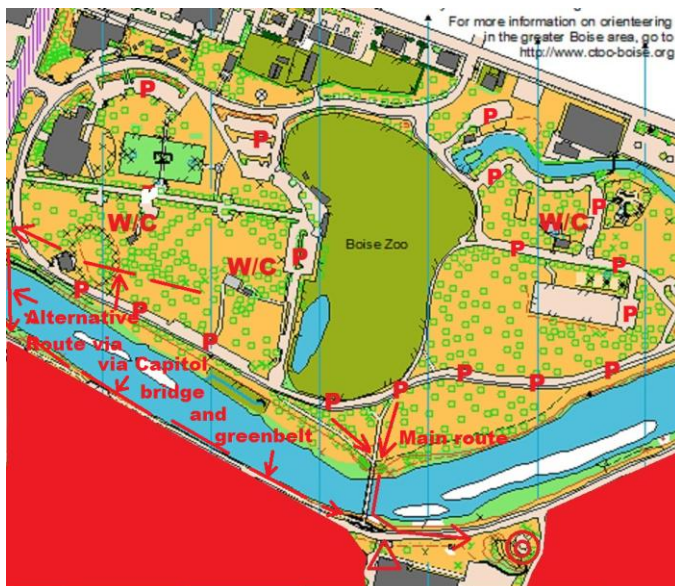 For more information on orienteering
in the greater Boise area, go to
http://www.ctoo-boise.org
P
P
P
P
P
W/C
W/C
W/C
P
Boise Zoo
P
P
P
P
P
P
Alternative
Route via
via Capitol
bridge
and
greenbelt
P
P
P
P
P
Main route